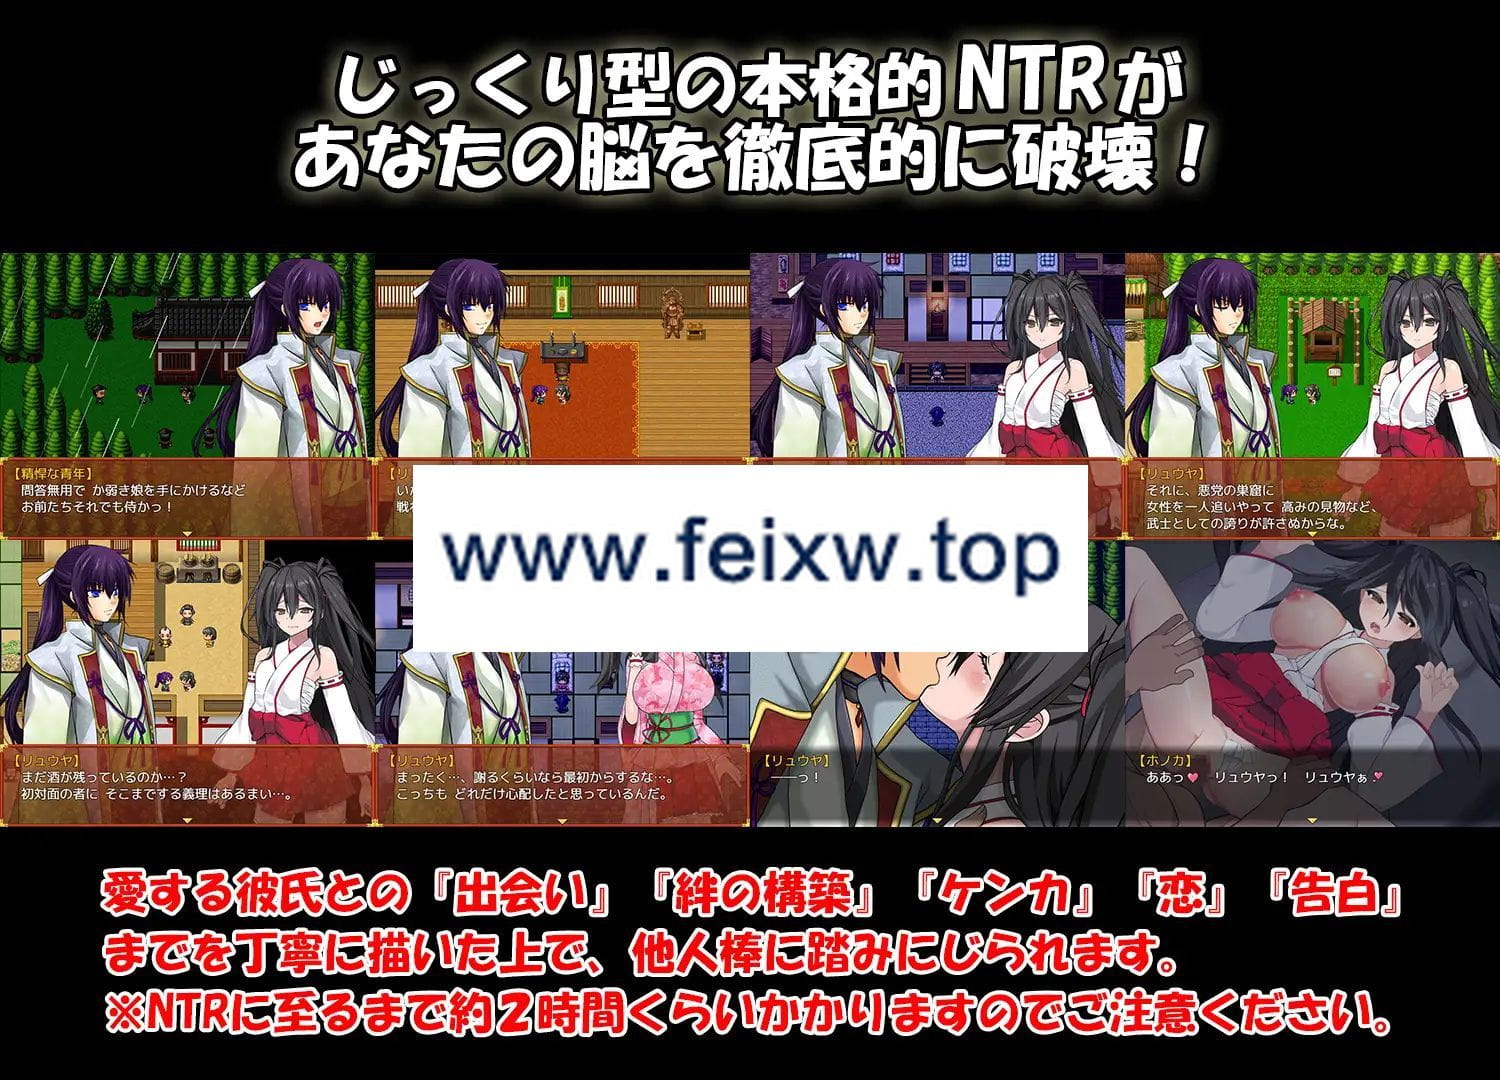 じっくり型の本格的NTRが
あなたの脳を徹底的に破壊！
【精悍な青年】
問答無用で か弱き娘を手にかけるなど
お前たちそれでも侍かっ！
【リュウヤ】
それに、悪党の巣窟に
女性を一人追いやって 高みの見物など、
武士としての誇りが許さぬからな。
www.feixw.top
【リュウヤ】
まだ酒が残っているのか…？
初対面の者に そこまでする義理はあるまい…。
【リュウヤ】
まったく…、謝るくらいなら最初からするな…。
こっちも どれだけ心配したと思っているんだ。
【リュウヤ】
――っ！
【ホノカ】
ああっ♥ リュウヤっ！ リュウヤぁ♥
愛する彼氏との『出会い』『絆の構築』『ケンカ』『恋』『告白』
までを丁寧に描いた上で、他人棒に踏みにじられます。
※NTRに至るまで約２時間くらいかかりますのでご注意ください。